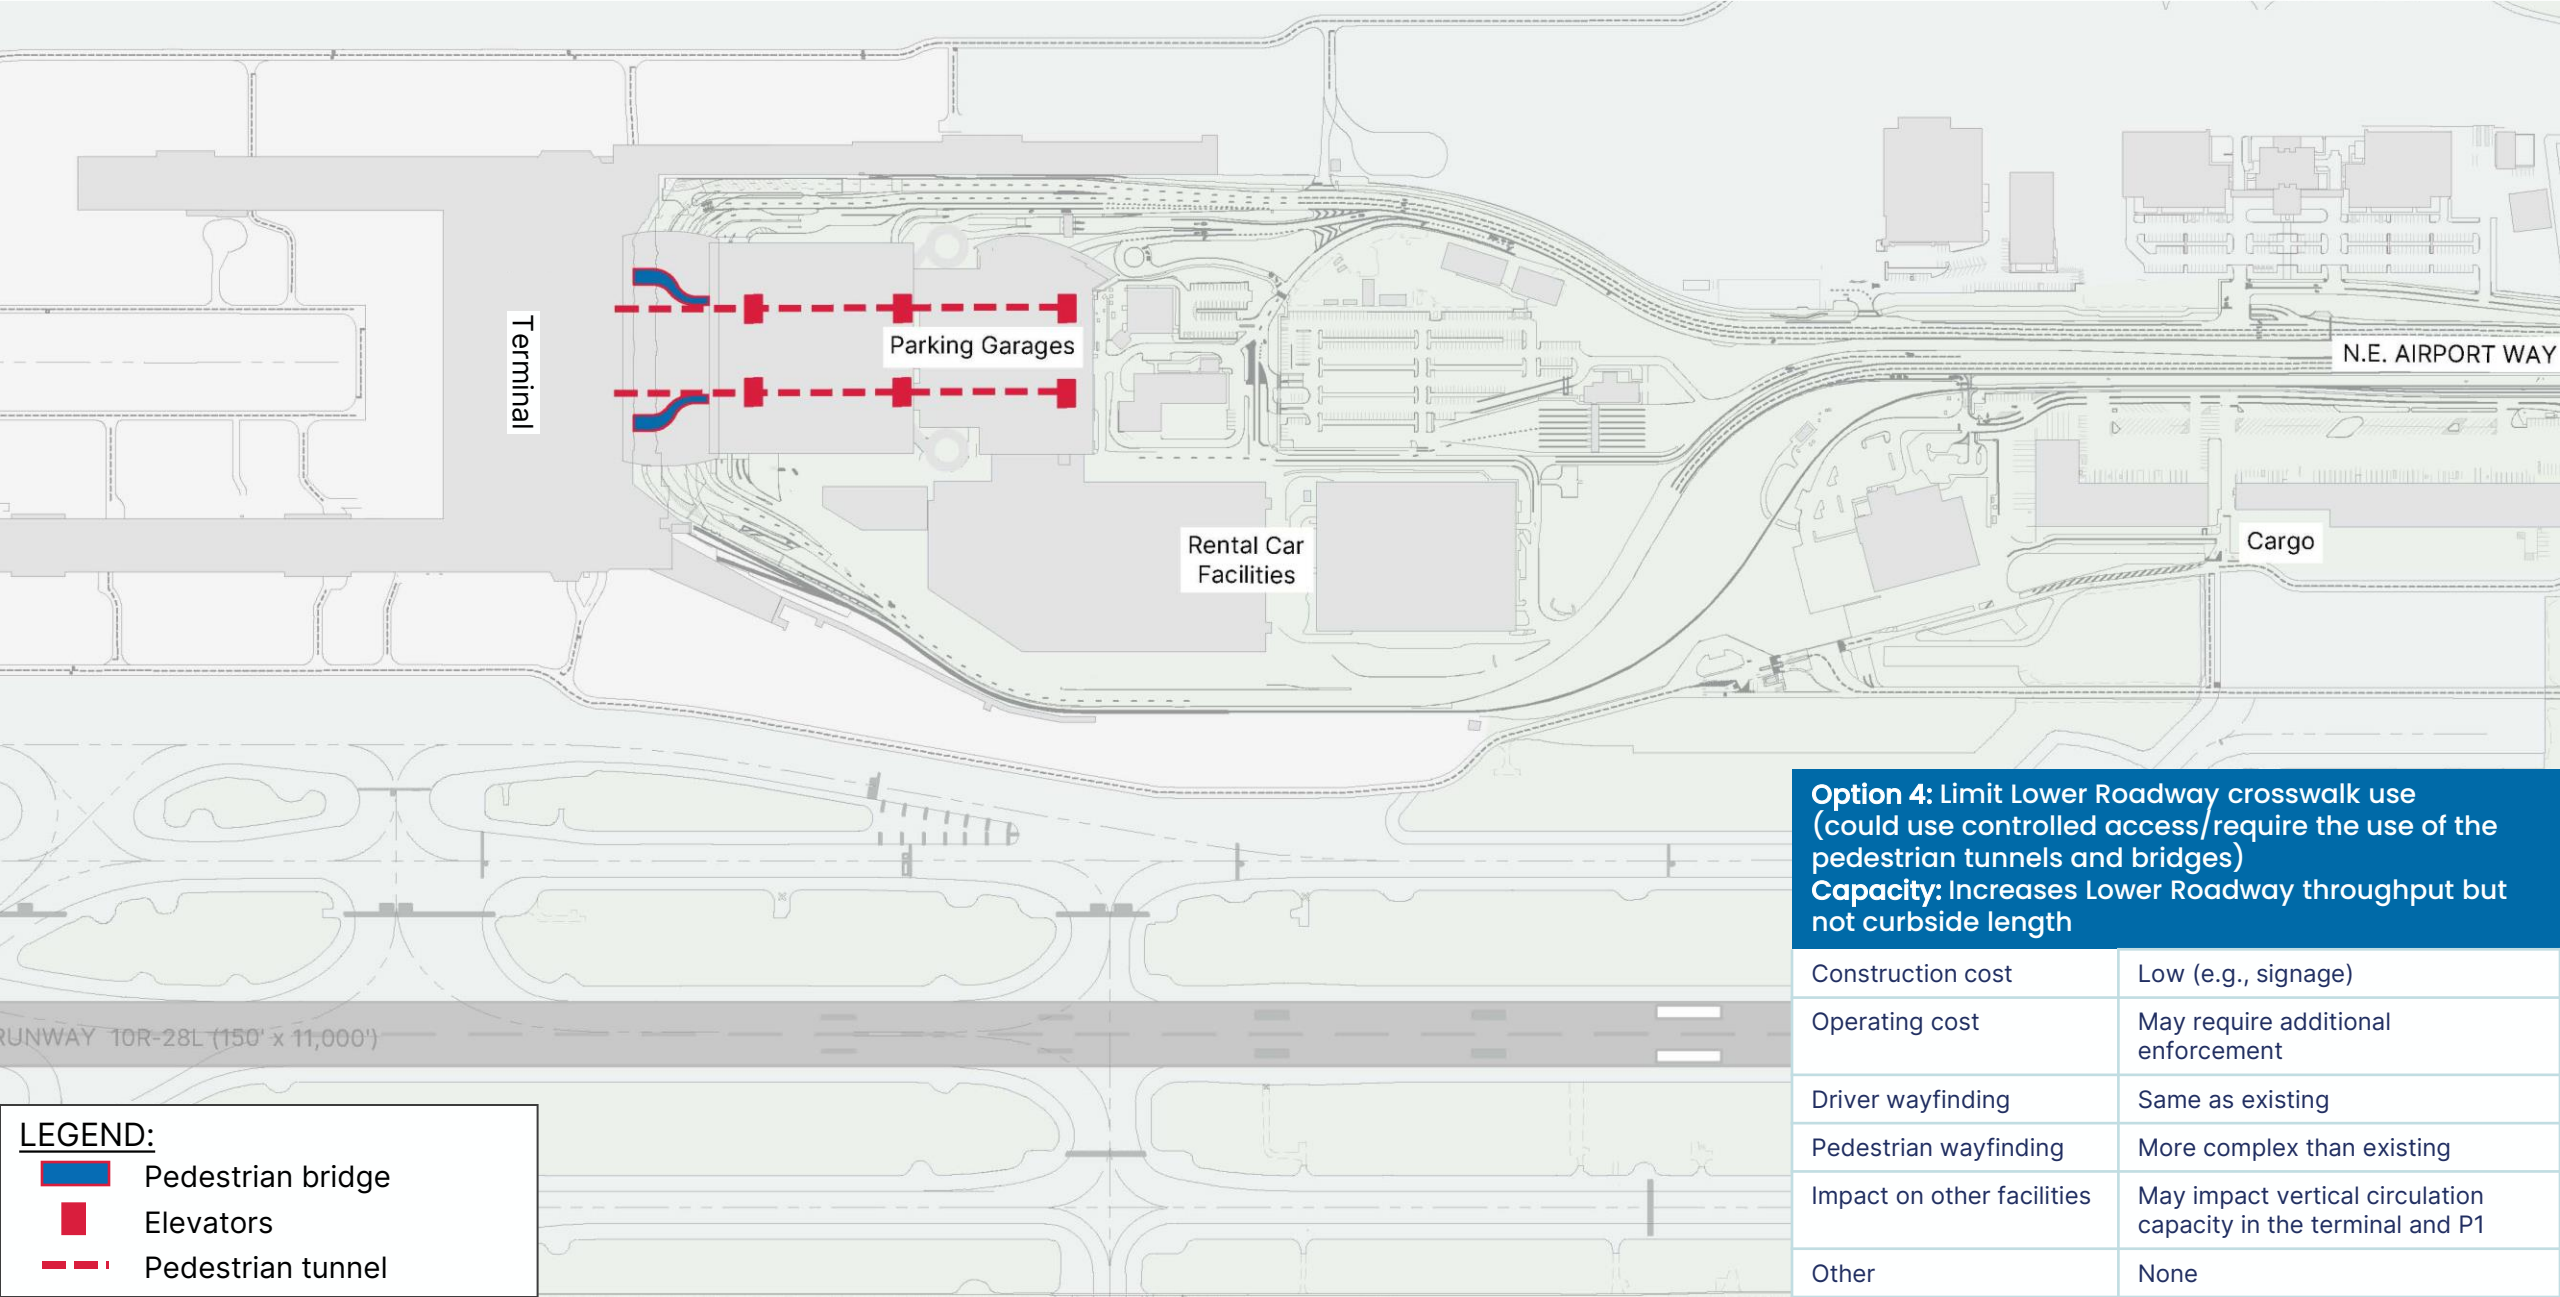 Terminal
Parking Garages
N.E. AIRPORT WAY
Rental Car
Facilities
Cargo
RUNWAY 10R-28L (150' x 11,000')
LEGEND:
Pedestrian bridge
Elevators
Pedestrian tunnel
Option 4: Limit Lower Roadway crosswalk use
(could use controlled access/require the use of the
pedestrian tunnels and bridges)
Capacity: Increases Lower Roadway throughput but
not curbside length
Construction cost
Low (e.g., signage)
Operating cost
May require additional
enforcement
Driver wayfinding
Same as existing
Pedestrian wayfinding
More complex than existing
Impact on other facilities
May impact vertical circulation
capacity in the terminal and P1
Other
None